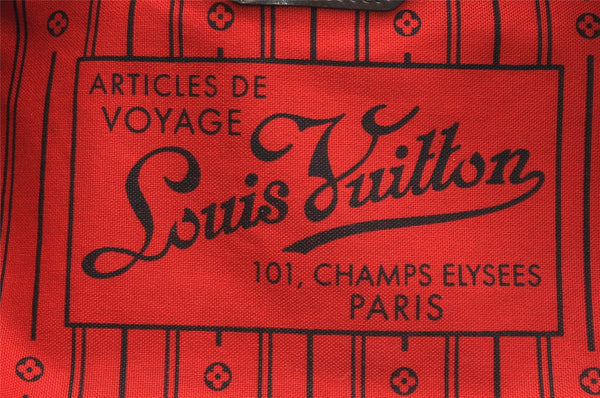 ARTICLES DE
VOYAGE
Louis Vuitton
101, CHAMPS ELYSEES
PARIS